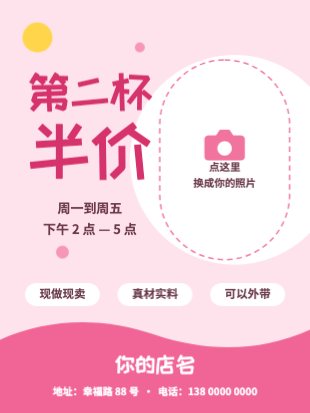 第二杯
半价
周一到周五
下午 2 点 — 5 点
点这里
换成你的照片
现做现卖
真材实料
可以外带
你的店名
地址：幸福路 88 号 · 电话：138 0000 0000